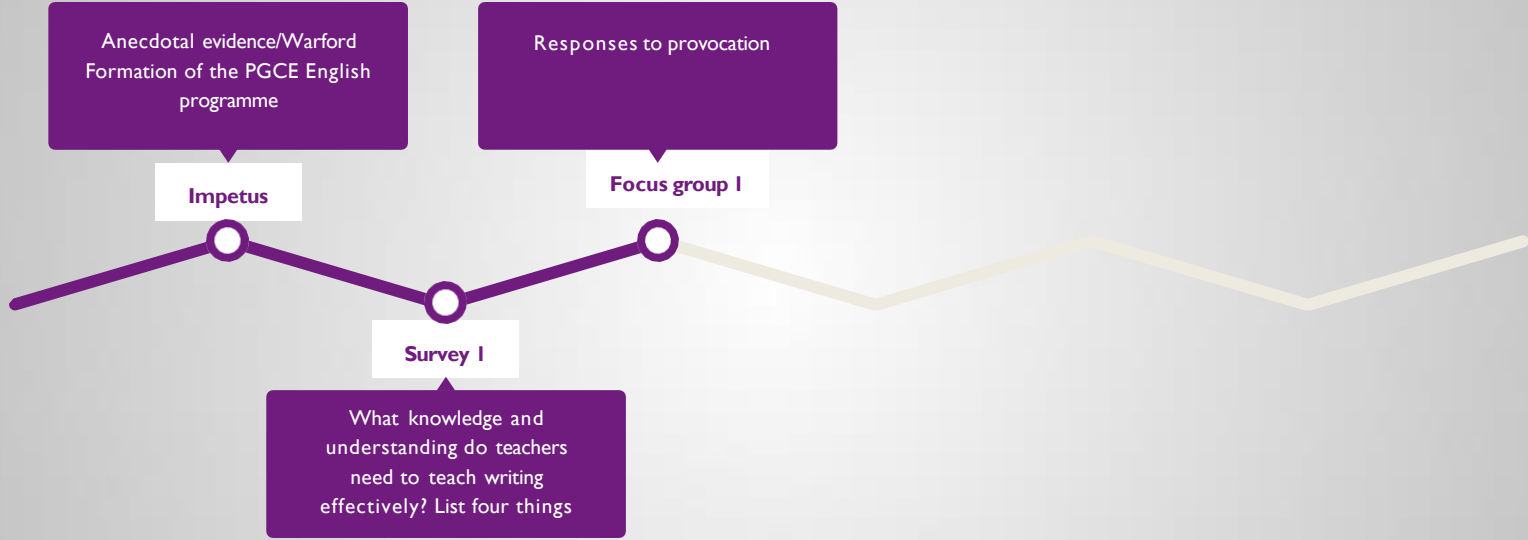 Anecdotal evidence/Warford
Formation of the PGCE English
programme
Impetus
Survey 1
What knowledge and
understanding do teachers
need to teach writing
effectively? List four things
Responses to provocation
Focus group 1